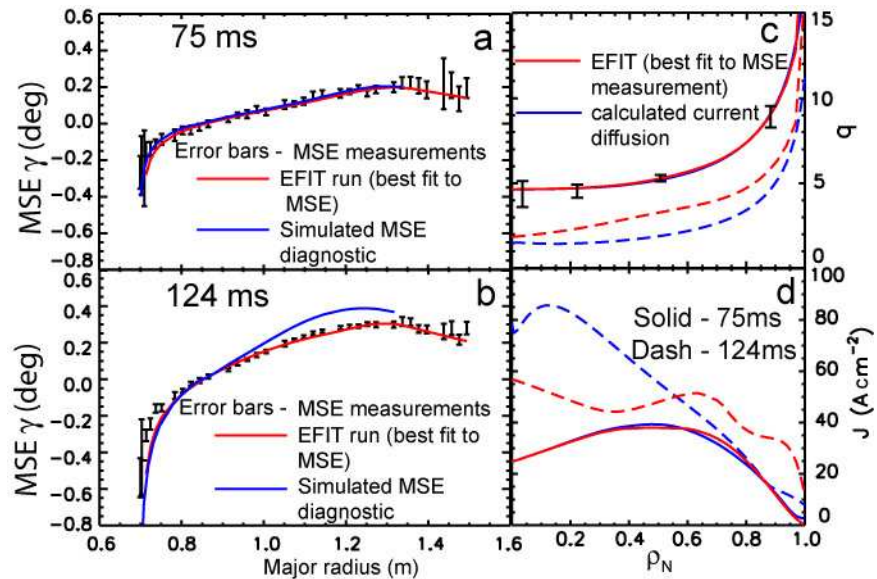 75 ms
a
0.6
0.4
0.2
0.0
−0.2
−0.4
−0.6
−0.8
MSE γ (deg)
Error bars - MSE measurements
EFIT run (best fit to
MSE)
Simulated MSE
diagnostic
124 ms
b
0.6
0.4
0.2
0.0
−0.2
−0.4
−0.6
−0.8
MSE γ (deg)
Error bars - MSE measurements
EFIT run (best fit to
MSE)
Simulated MSE
diagnostic
0.6 0.8 1.0 1.2 1.4 1.6
Major radius (m)
c
EFIT (best fit to MSE
measurement)
calculated current
diffusion
15
10
5
0
q
d
Solid - 75ms
Dash - 124ms
100
80
60
40
20
0
J (A cm⁻²)
0.2 0.4 0.6 0.8 1.0
ρN